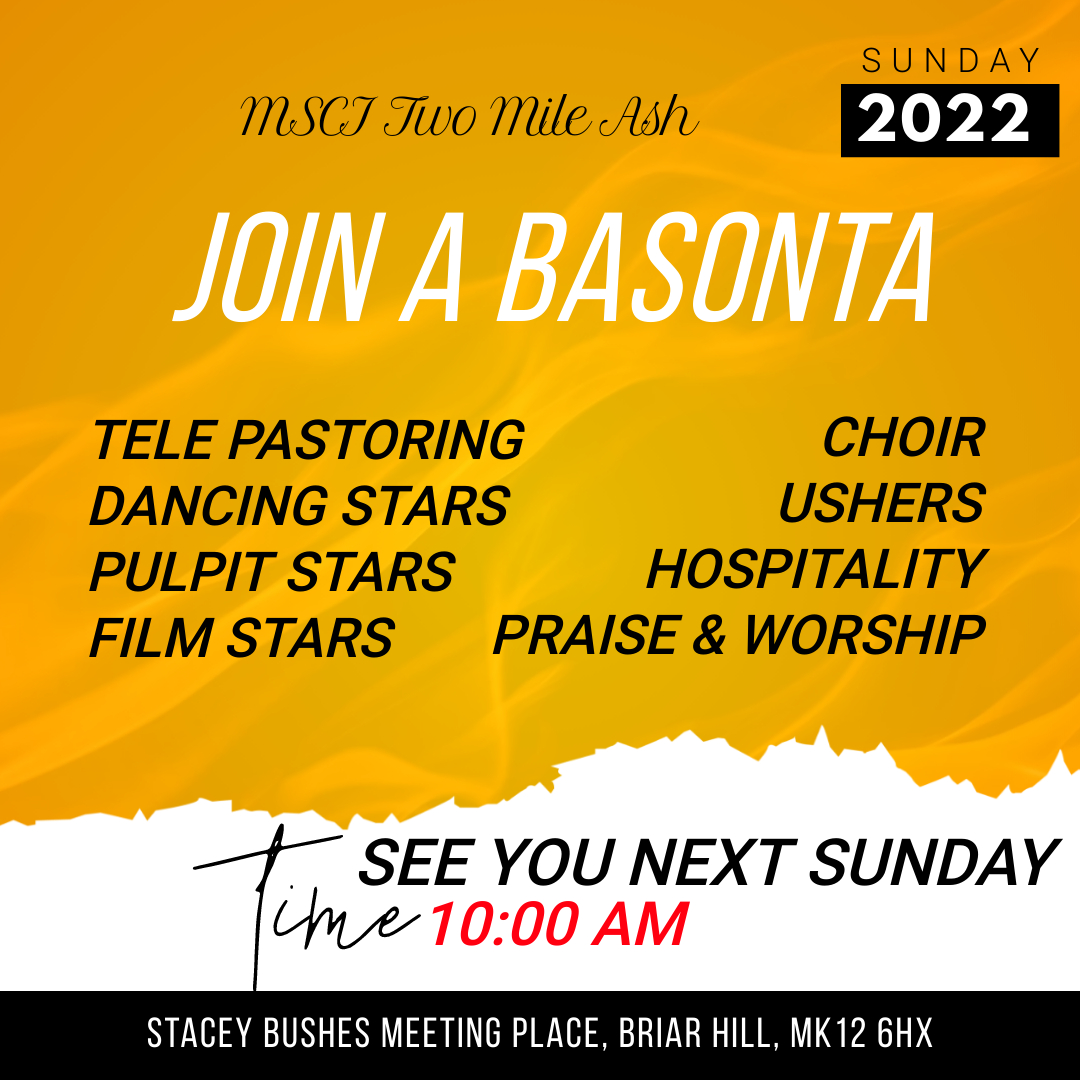 SUNDAY
2022
MSCI Two Mile Ash
JOIN A BASONTA
TELE PASTORING
DANCING STARS
PULPIT STARS
FILM STARS
CHOIR
USHERS
HOSPITALITY
PRAISE & WORSHIP
SEE YOU NEXT SUNDAY
Time 10:00 AM
STACEY BUSHES MEETING PLACE, BRIAR HILL, MK12 6HX